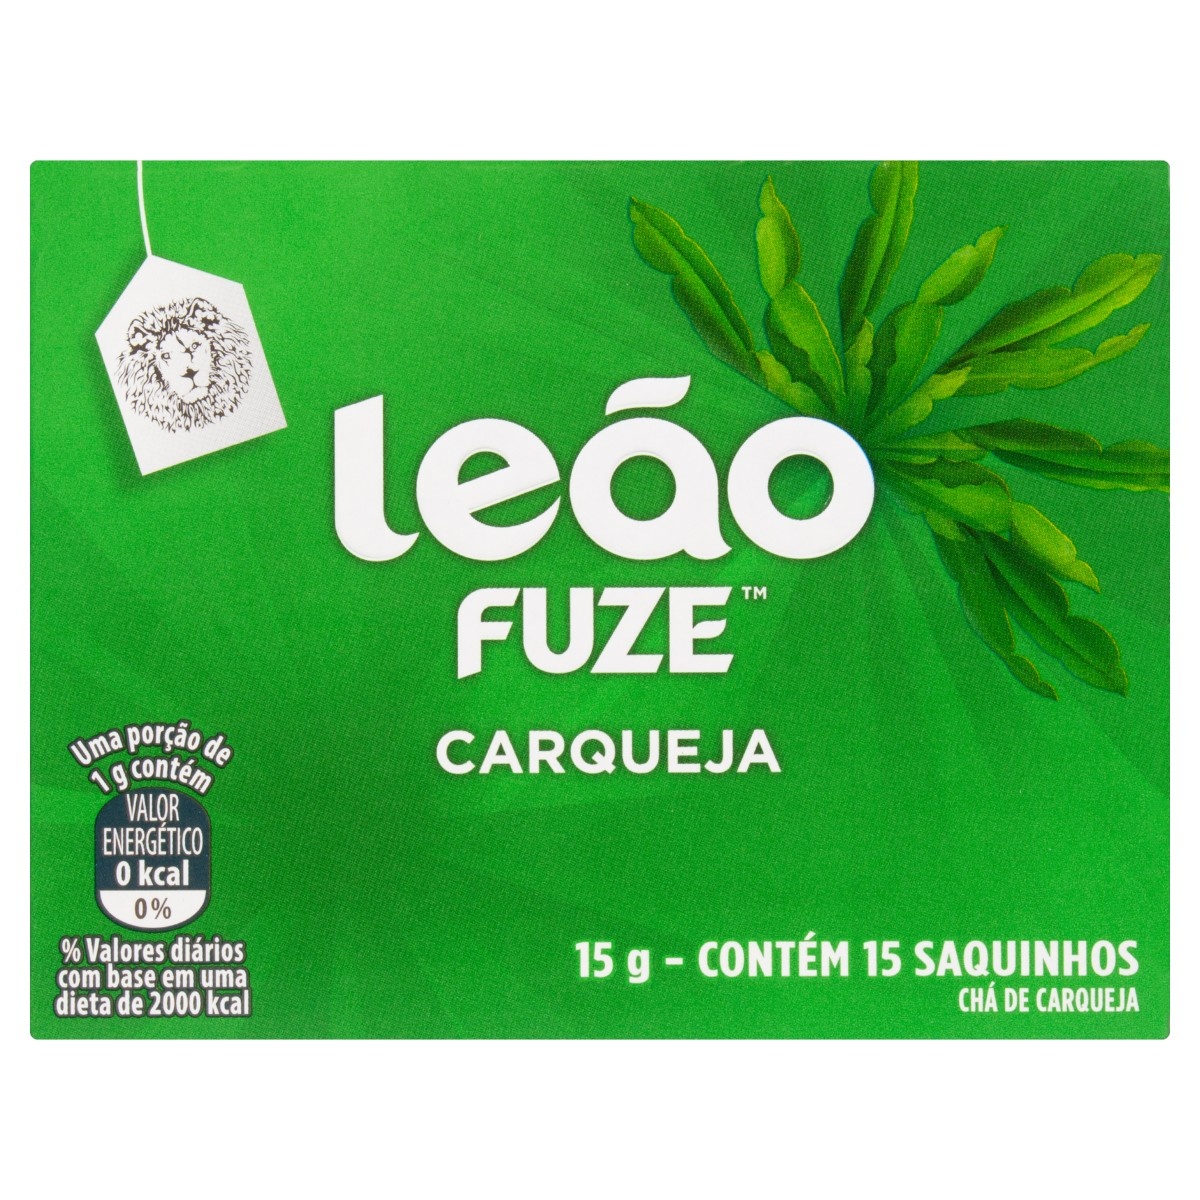 leão
FUZE™
CARQUEJA
Uma porção de
1 g contém
VALOR
ENERGÉTICO
0 kcal
0%
% Valores diários
com base em uma
dieta de 2000 kcal
15 g - CONTÉM 15 SAQUINHOS
CHÁ DE CARQUEJA